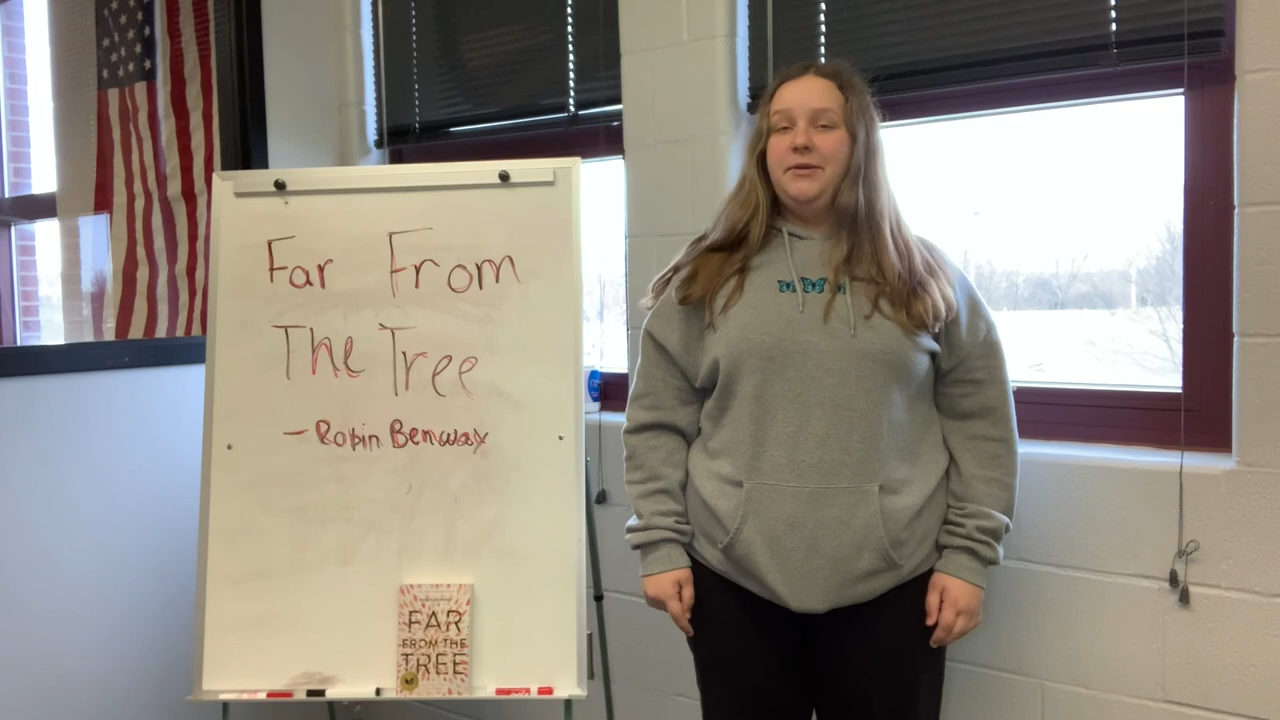 Far From
The Tree
- Robin Benway
FAR
FROM THE
TREE